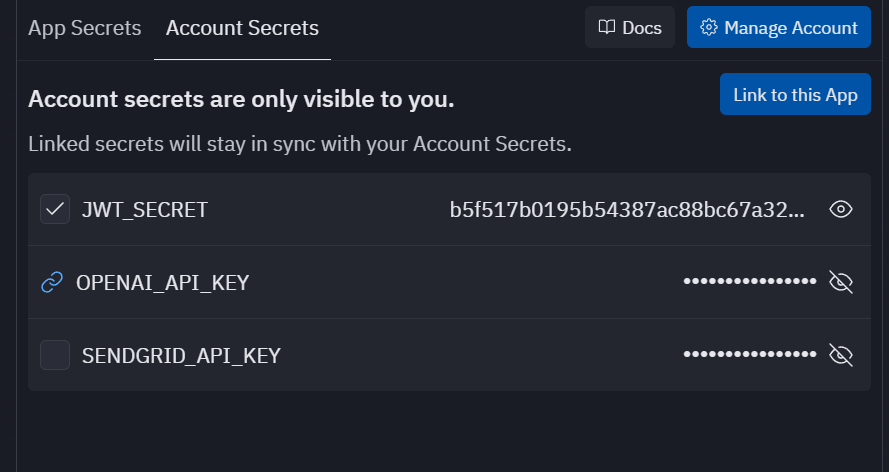 App Secrets Account Secrets Docs Manage Account
Account secrets are only visible to you. Link to this App
Linked secrets will stay in sync with your Account Secrets.
JWT_SECRET b5f517b0195b54387ac88bc67a32...
OPENAI_API_KEY ••••••••••••••••
SENDGRID_API_KEY ••••••••••••••••